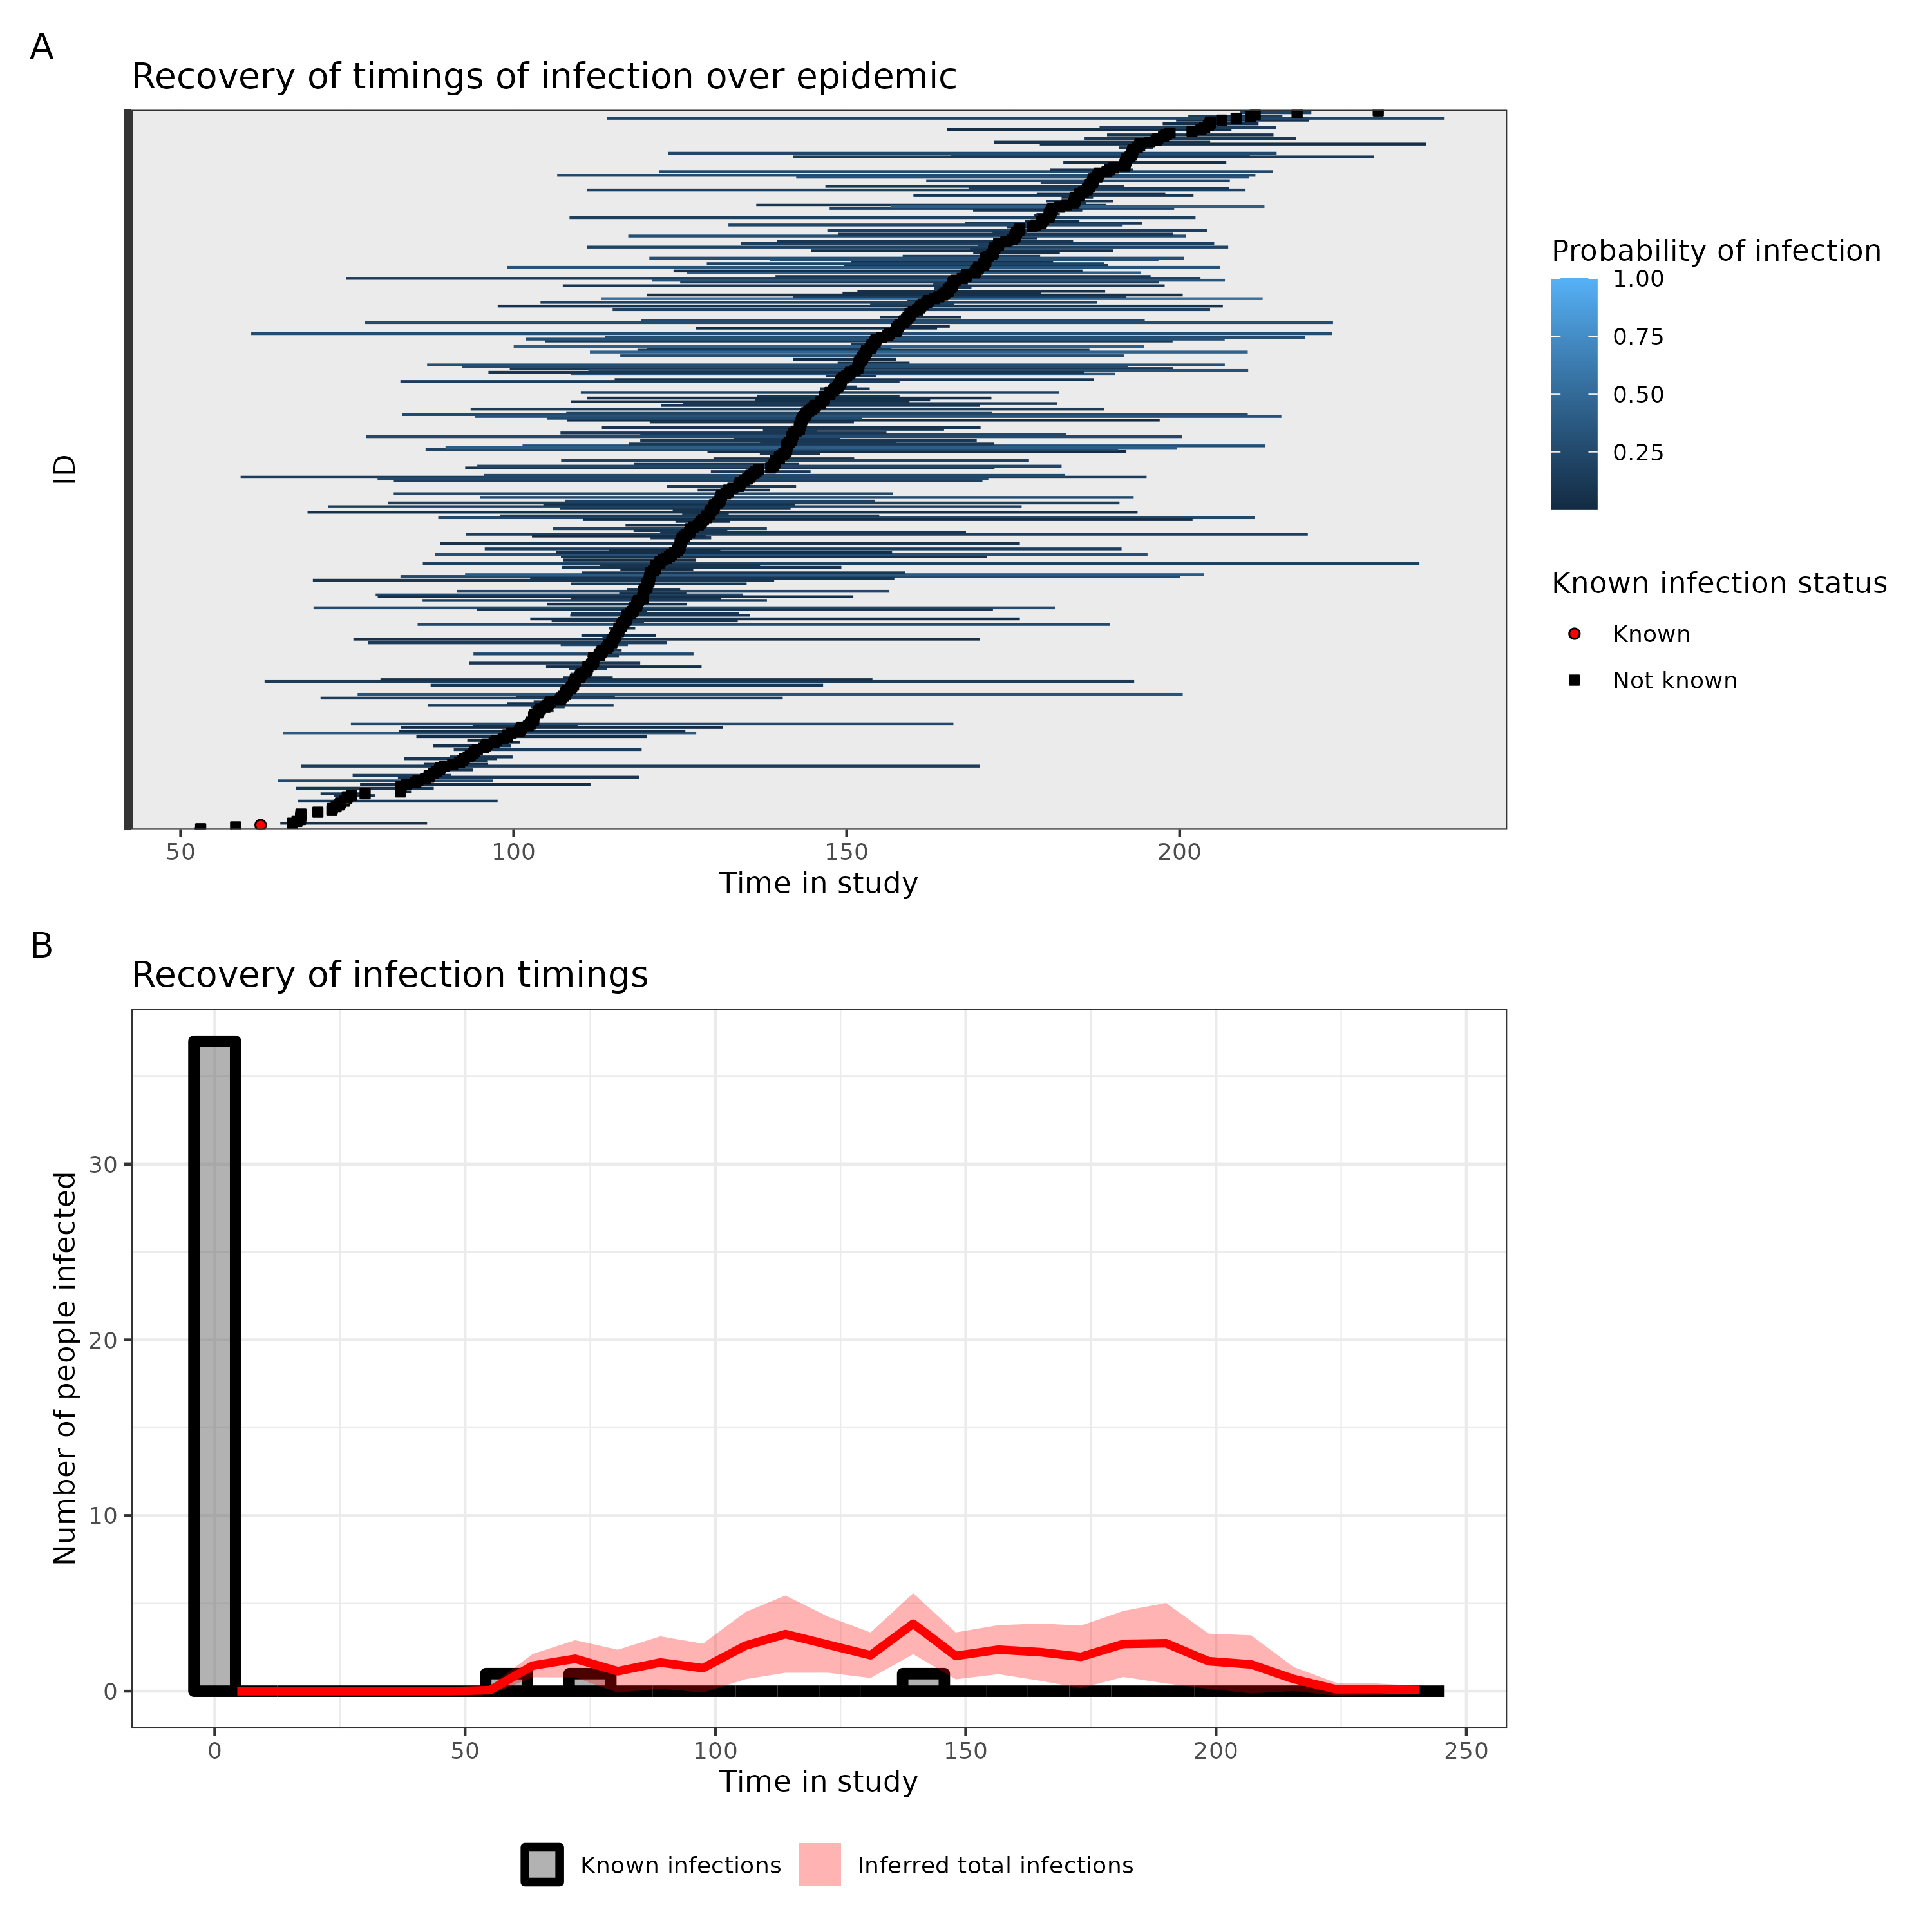 A
Recovery of timings of infection over epidemic
ID
50 100 150 200
Time in study
Probability of infection
1.00
0.75
0.50
0.25
Known infection status
Known
Not known
B
Recovery of infection timings
Number of people infected
30
20
10
0
0 50 100 150 200 250
Time in study
Known infections Inferred total infections